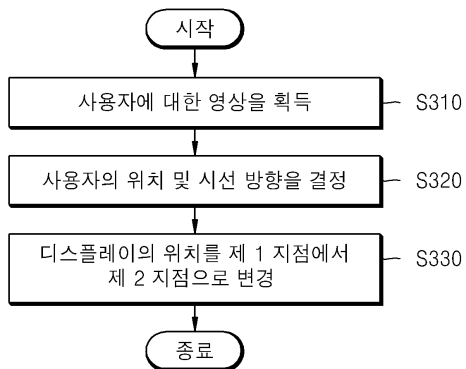 시작
사용자에 대한 영상을 획득 S310
사용자의 위치 및 시선 방향을 결정 S320
디스플레이의 위치를 제 1 지점에서
제 2 지점으로 변경 S330
종료